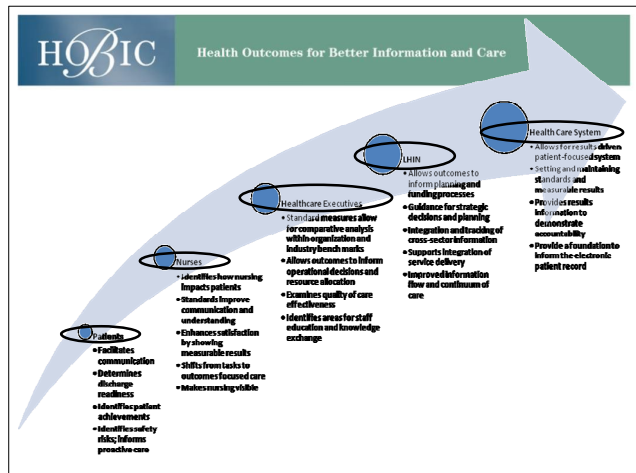 HOBIC
Health Outcomes for Better Information and Care
Patients
• Facilitates
communication
• Determines
discharge
readiness
• Identifies patient
achievements
• Identifies safety
risks; informs
proactive care
Nurses
• Identifies how nursing
impacts patients
• Standards improve
communication and
understanding
• Enhances satisfaction
by showing
measurable results
• Shifts from tasks to
outcomes focused care
• Makes nursing visible
Healthcare Executives
• Standard measures allow
for comparative analysis
within organization and
industry bench marks
• Allows outcomes to inform
operational decisions and
resource allocation
• Examines quality of care
effectiveness
• Identifies areas for staff
education and knowledge
exchange
LHIN
• Allows outcomes to
inform planning and
funding processes
• Guidance for strategic
decisions and planning
• Integration and tracking of
cross-sector information
• Supports integration of
service delivery
• Improved information
flow and continuum of
care
Health Care System
• Allows for results driven
patient-focused system
• Setting and maintaining
standards and
measurable results
• Provides results
information to
demonstrate
accountability
• Provide a foundation to
inform the electronic
patient record